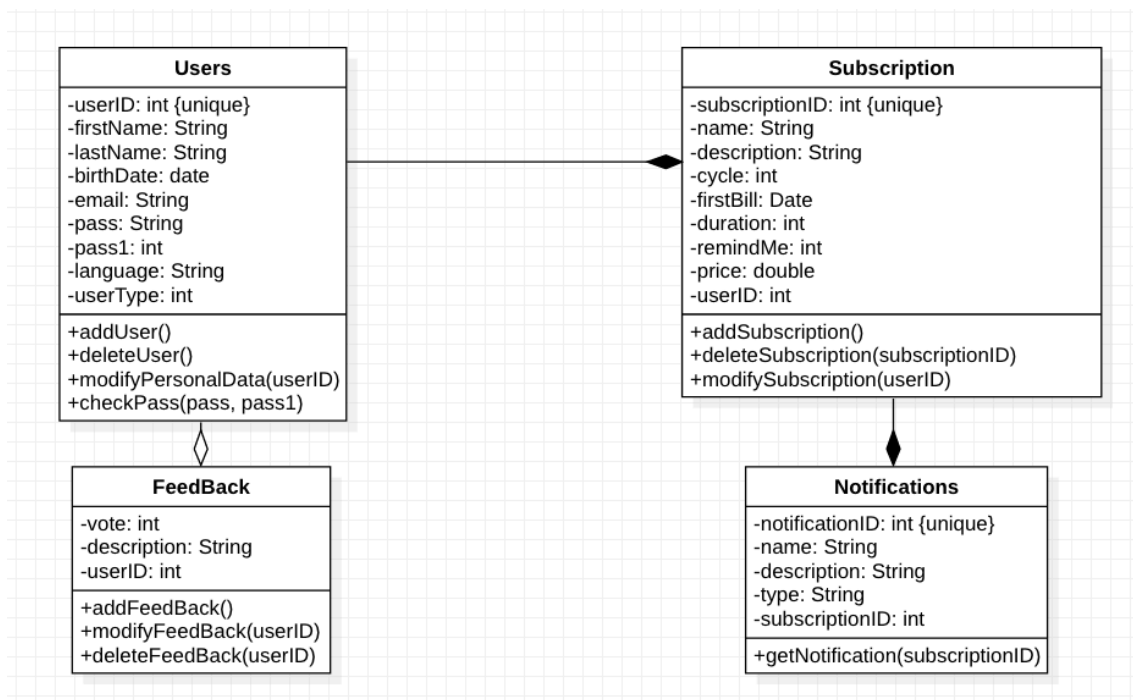 Users
-userID: int {unique}
-firstName: String
-lastName: String
-birthDate: date
-email: String
-pass: String
-pass1: int
-language: String
-userType: int
+addUser()
+deleteUser()
+modifyPersonalData(userID)
+checkPass(pass, pass1)
Subscription
-subscriptionID: int {unique}
-name: String
-description: String
-cycle: int
-firstBill: Date
-duration: int
-remindMe: int
-price: double
-userID: int
+addSubscription()
+deleteSubscription(subscriptionID)
+modifySubscription(userID)
FeedBack
-vote: int
-description: String
-userID: int
+addFeedBack()
+modifyFeedBack(userID)
+deleteFeedBack(userID)
Notifications
-notificationID: int {unique}
-name: String
-description: String
-type: String
-subscriptionID: int
+getNotification(subscriptionID)